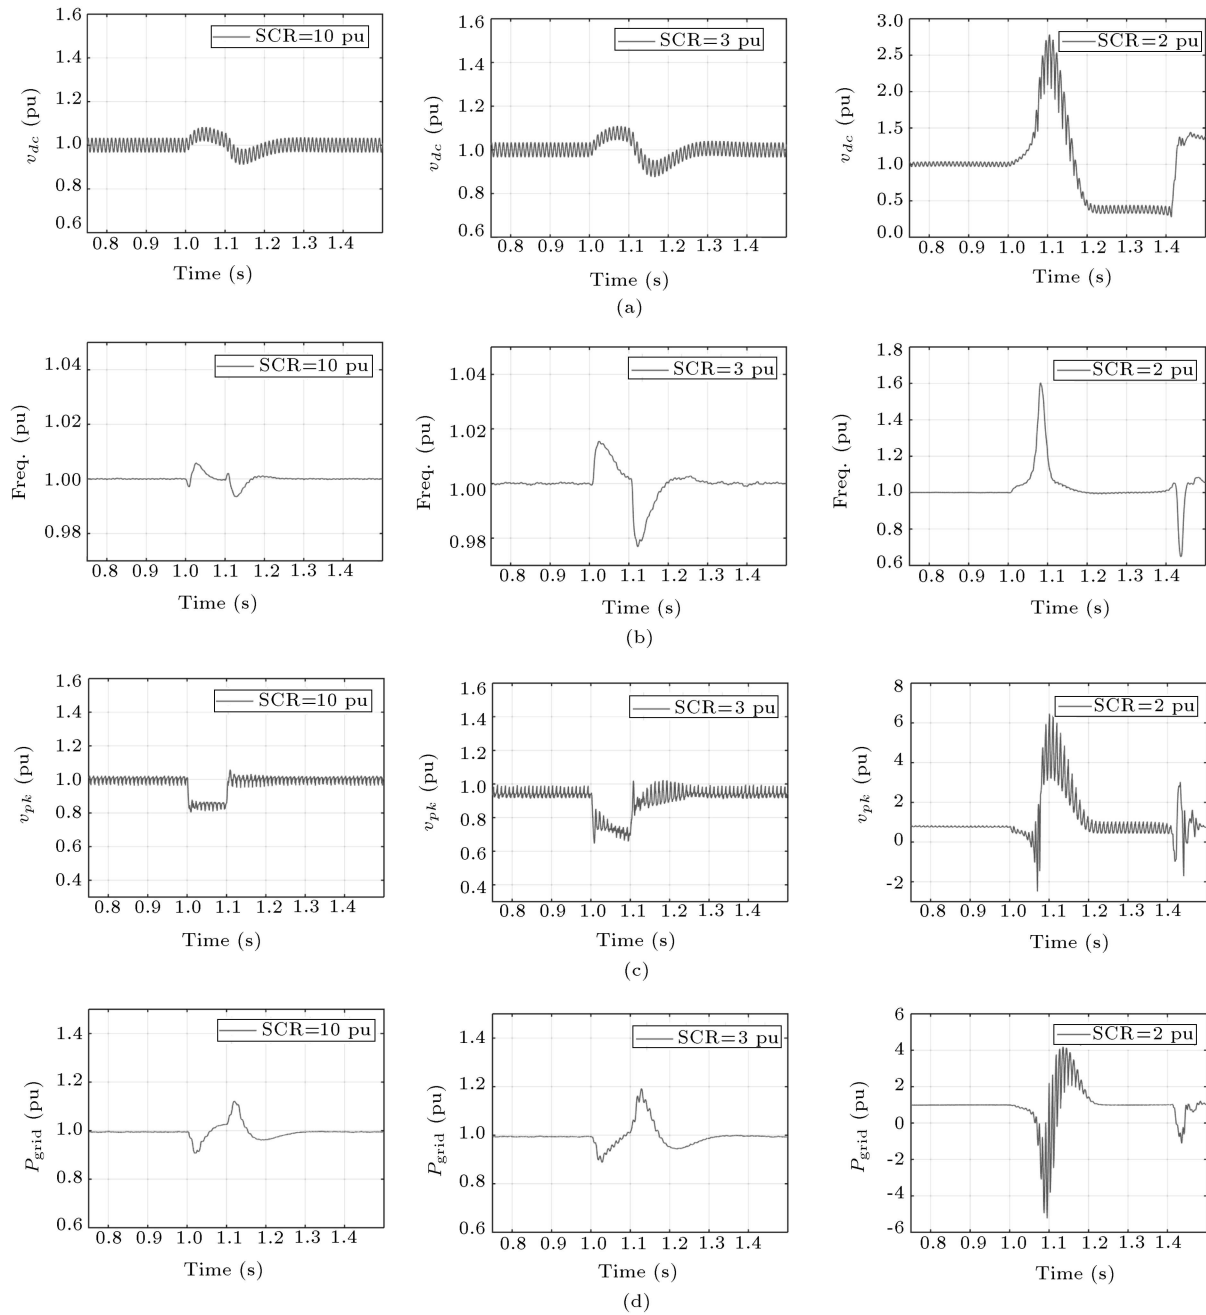 1.6
1.4
1.2
1.0
0.8
0.6
v_dc (pu)
SCR=10 pu
0.8 0.9 1.0 1.1 1.2 1.3 1.4
Time (s)
1.6
1.4
1.2
1.0
0.8
0.6
v_dc (pu)
SCR=3 pu
0.8 0.9 1.0 1.1 1.2 1.3 1.4
Time (s)
3.0
2.5
2.0
1.5
1.0
0.5
0.0
v_dc (pu)
SCR=2 pu
0.8 0.9 1.0 1.1 1.2 1.3 1.4
Time (s)
(a)
1.04
1.02
1.00
0.98
Freq. (pu)
SCR=10 pu
0.8 0.9 1.0 1.1 1.2 1.3 1.4
Time (s)
1.04
1.02
1.00
0.98
Freq. (pu)
SCR=3 pu
0.8 0.9 1.0 1.1 1.2 1.3 1.4
Time (s)
1.8
1.6
1.4
1.2
1.0
0.8
0.6
Freq. (pu)
SCR=2 pu
0.8 0.9 1.0 1.1 1.2 1.3 1.4
Time (s)
(b)
1.6
1.4
1.2
1.0
0.8
0.6
0.4
v_pk (pu)
SCR=10 pu
0.8 0.9 1.0 1.1 1.2 1.3 1.4
Time (s)
1.6
1.4
1.2
1.0
0.8
0.6
0.4
v_pk (pu)
SCR=3 pu
0.8 0.9 1.0 1.1 1.2 1.3 1.4
Time (s)
8
6
4
2
0
-2
v_pk (pu)
SCR=2 pu
0.8 0.9 1.0 1.1 1.2 1.3 1.4
Time (s)
(c)
1.4
1.2
1.0
0.8
0.6
P_grid (pu)
SCR=10 pu
0.8 0.9 1.0 1.1 1.2 1.3 1.4
Time (s)
1.4
1.2
1.0
0.8
0.6
P_grid (pu)
SCR=3 pu
0.8 0.9 1.0 1.1 1.2 1.3 1.4
Time (s)
6
4
2
0
-2
-4
-6
P_grid (pu)
SCR=2 pu
0.8 0.9 1.0 1.1 1.2 1.3 1.4
Time (s)
(d)